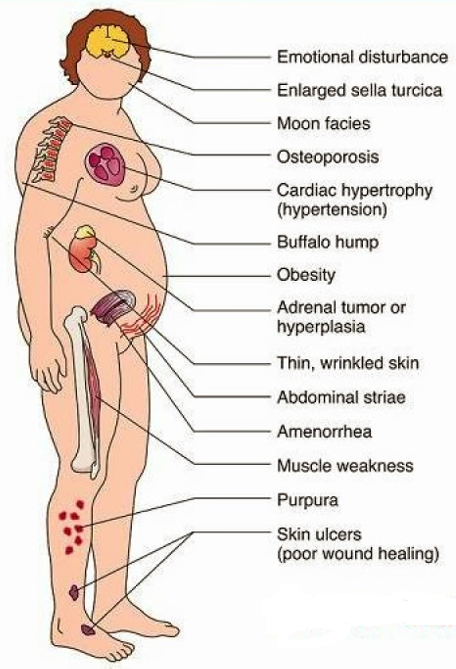 Emotional disturbance
Enlarged sella turcica
Moon facies
Osteoporosis
Cardiac hypertrophy
(hypertension)
Buffalo hump
Obesity
Adrenal tumor or
hyperplasia
Thin, wrinkled skin
Abdominal striae
Amenorrhea
Muscle weakness
Purpura
Skin ulcers
(poor wound healing)